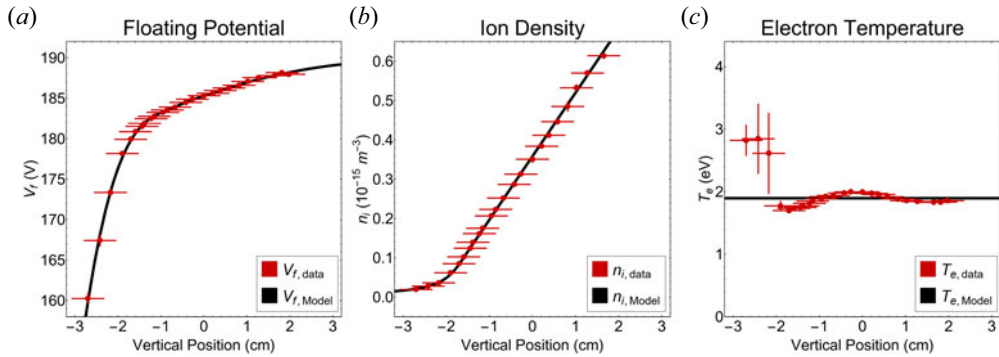 (a) Floating Potential
V_f (V)
190
185
180
175
170
165
160
−3 −2 −1 0 1 2 3
Vertical Position (cm)
V_f, data
V_f, Model
(b) Ion Density
n_i (10^-15 m^-3)
0.6
0.5
0.4
0.3
0.2
0.1
0.0
−3 −2 −1 0 1 2 3
Vertical Position (cm)
n_i, data
n_i, Model
(c) Electron Temperature
T_e (eV)
4
3
2
1
0
−3 −2 −1 0 1 2 3
Vertical Position (cm)
T_e, data
T_e, Model